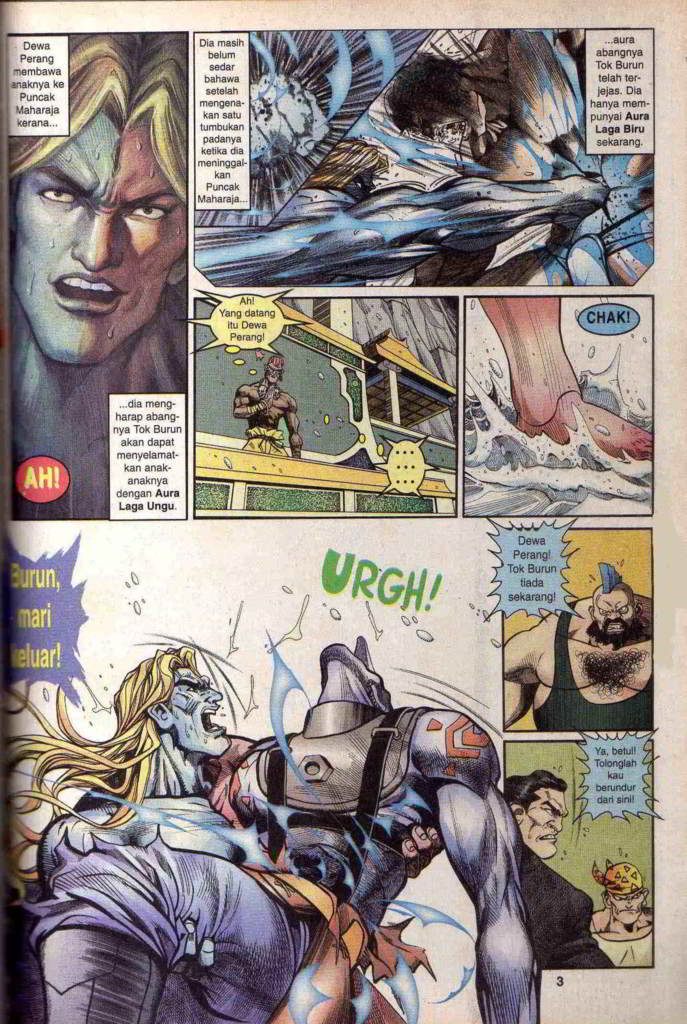 Dewa
Perang
membawa
anaknya ke
Puncak
Maharaja
kerana...
Dia masih
belum
sedar
bahawa
setelah
mengena-
kan satu
tumbukan
padanya
ketika dia
meninggal-
kan
Puncak
Maharaja...
...aura
abangnya
Tok Burun
telah ter-
jejas. Dia
hanya mem-
punyai Aura
Laga Biru
sekarang.
...dia meng-
harap abang-
nya Tok Burun
akan dapat
menyelamat-
kan anak-
anaknya
dengan Aura
Laga Ungu.
AH!
Ah!
Yang datang
itu Dewa
Perang!
CHAK!
Burun,
mari
keluar!
URGH!
Dewa
Perang!
Tok Burun
tiada
sekarang!
Ya, betul!
Tolonglah
kau
berundur
dari sini!
3